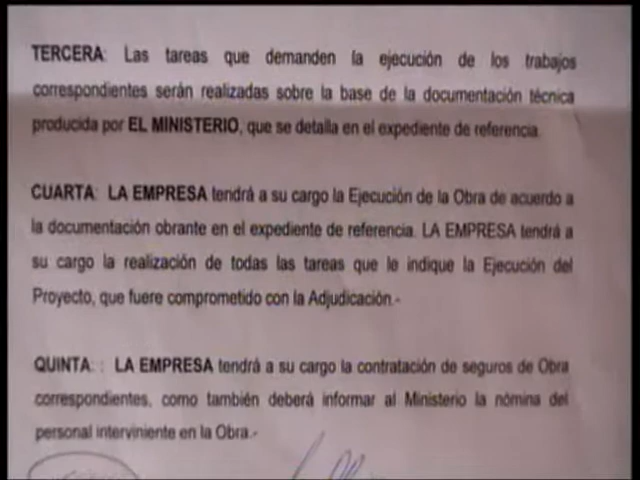 TERCERA: Las tareas que demanden la ejecución de los trabajos
correspondientes serán realizadas sobre la base de la documentación técnica
producida por EL MINISTERIO, que se detalla en el expediente de referencia.
CUARTA: LA EMPRESA tendrá a su cargo la Ejecución de la Obra de acuerdo a
la documentación obrante en el expediente de referencia. LA EMPRESA tendrá a
su cargo la realización de todas las tareas que le indique la Ejecución del
Proyecto, que fuere comprometido con la Adjudicación.-
QUINTA: : LA EMPRESA tendrá a su cargo la contratación de seguros de Obra
correspondientes, como también deberá informar al Ministerio la nómina del
personal interviniente en la Obra.-